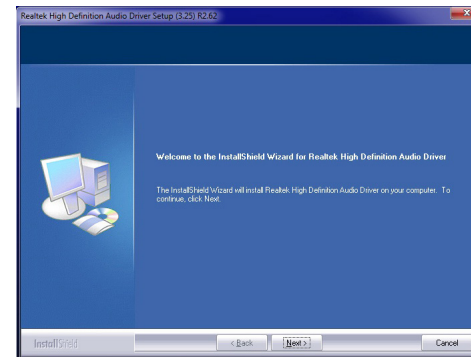 Realtek High Definition Audio Driver Setup (3.25) R2.62
Welcome to the InstallShield Wizard for Realtek High Definition Audio Driver
The InstallShield Wizard will install Realtek High Definition Audio Driver on your computer. To
continue, click Next.
InstallShield
< Back
Next >
Cancel